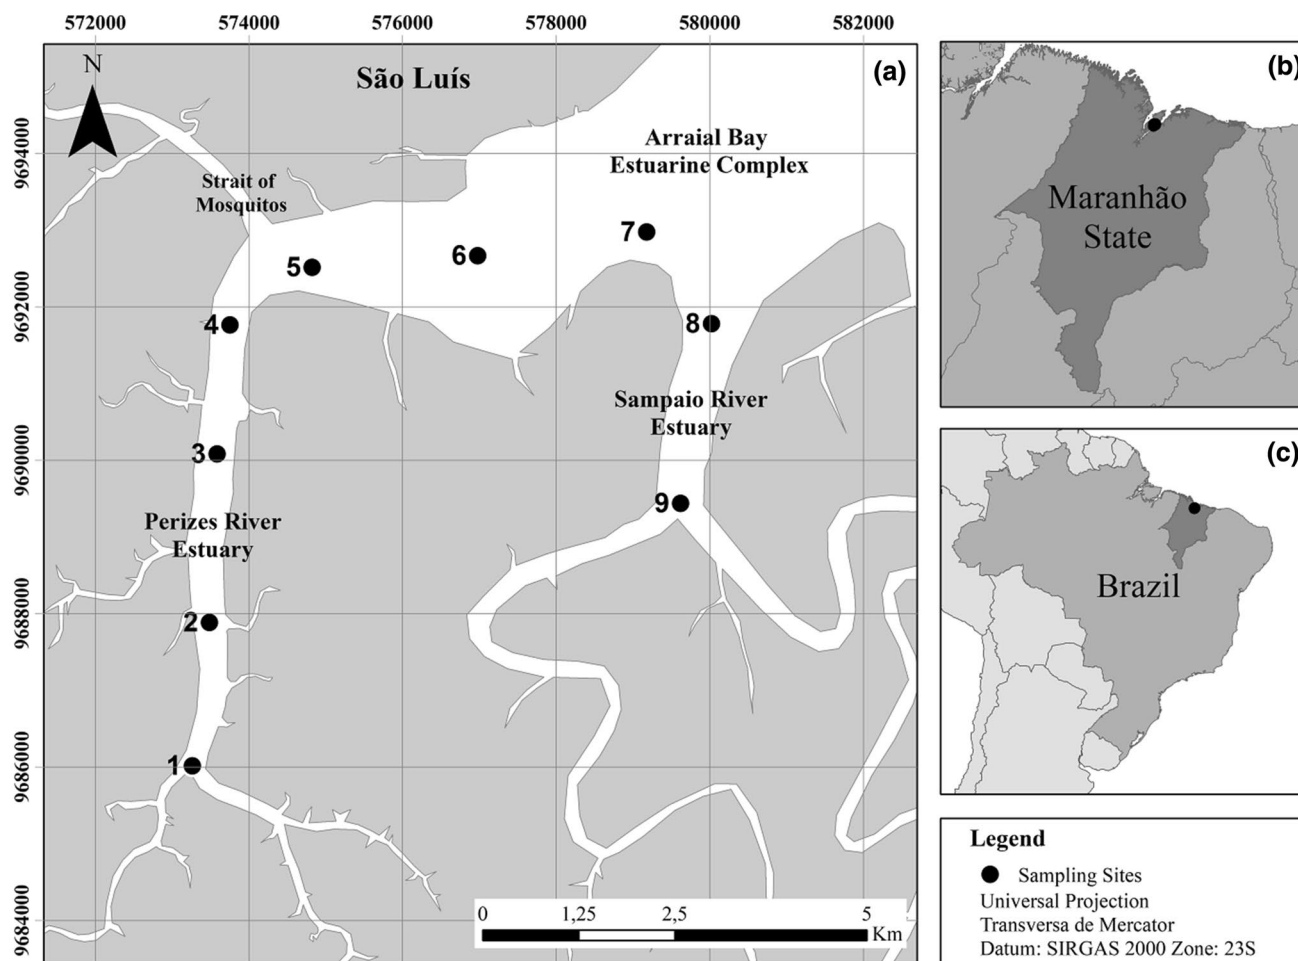 572000 574000 576000 578000 580000 582000
N
São Luís
(a)
(b)
Arraial Bay
Estuarine Complex
9694000
Strait of
Mosquitos
Maranhão
State
7
6
5
9692000
4
8
Sampaio River
Estuary
3
9690000
(c)
9
Perizes River
Estuary
Brazil
9688000
2
9686000
1
Legend
Sampling Sites
Universal Projection
Transversa de Mercator
Datum: SIRGAS 2000 Zone: 23S
9684000
0 1,25 2,5 5
Km